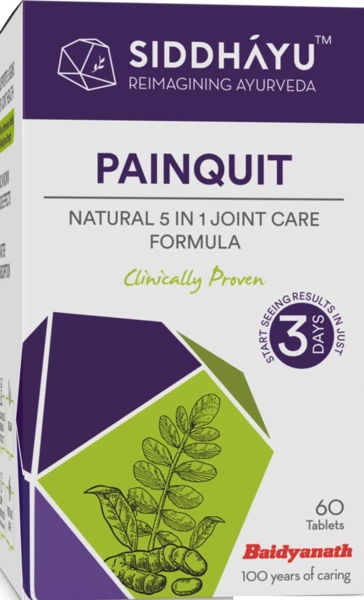 SIDDHÁYU™
REIMAGINING AYURVEDA
PAINQUIT
NATURAL 5 IN 1 JOINT CARE
FORMULA
Clinically Proven
START SEEING RESULTS IN JUST
3 DAYS
60
Tablets
Baidyanath
100 years of caring